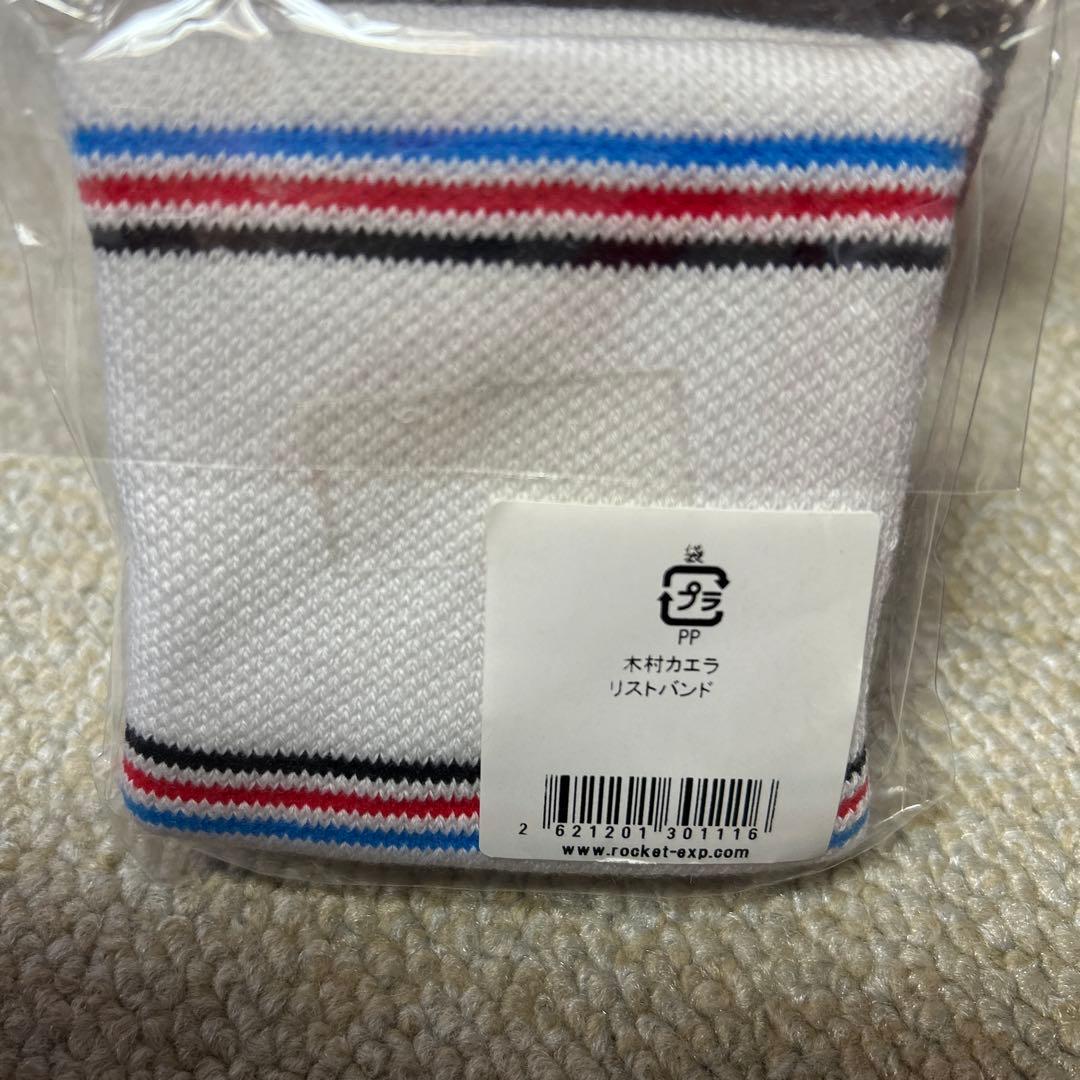 袋
プラ
PP
木村カエラ
リストバンド
2 621201 301116
www.rocket-exp.com